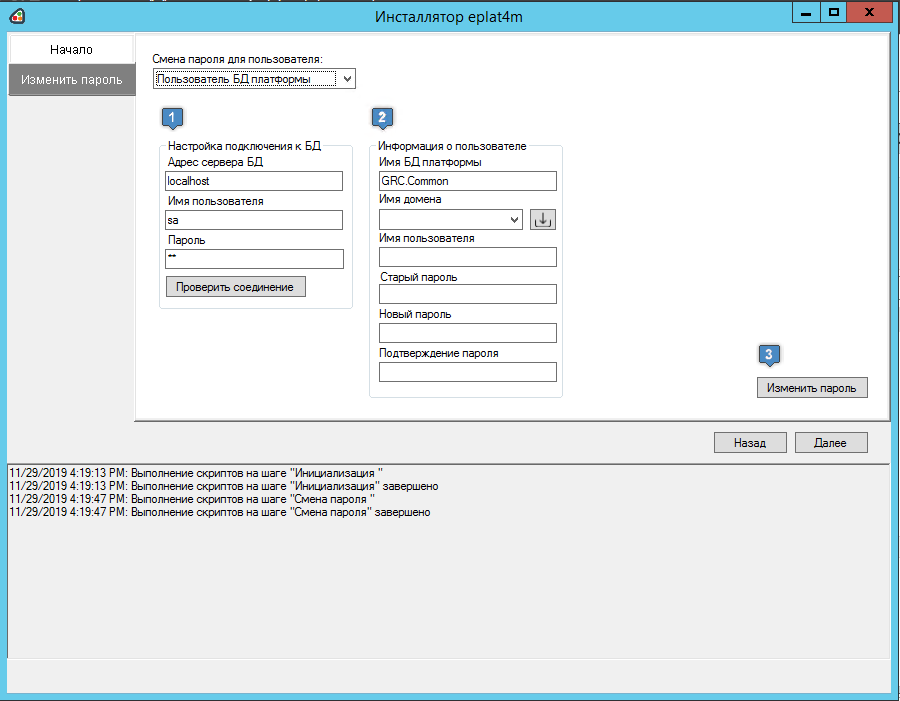 Инсталлятор eplat4m
Начало
Изменить пароль
Смена пароля для пользователя:
Пользователь БД платформы
1
2
Настройка подключения к БД
Адрес сервера БД
localhost
Имя пользователя
sa
Пароль
**
Проверить соединение
Информация о пользователе
Имя БД платформы
GRC.Common
Имя домена
Имя пользователя
Старый пароль
Новый пароль
Подтверждение пароля
3
Изменить пароль
Назад
Далее
11/29/2019 4:19:13 PM: Выполнение скриптов на шаге "Инициализация "
11/29/2019 4:19:13 PM: Выполнение скриптов на шаге "Инициализация" завершено
11/29/2019 4:19:47 PM: Выполнение скриптов на шаге "Смена пароля "
11/29/2019 4:19:47 PM: Выполнение скриптов на шаге "Смена пароля" завершено